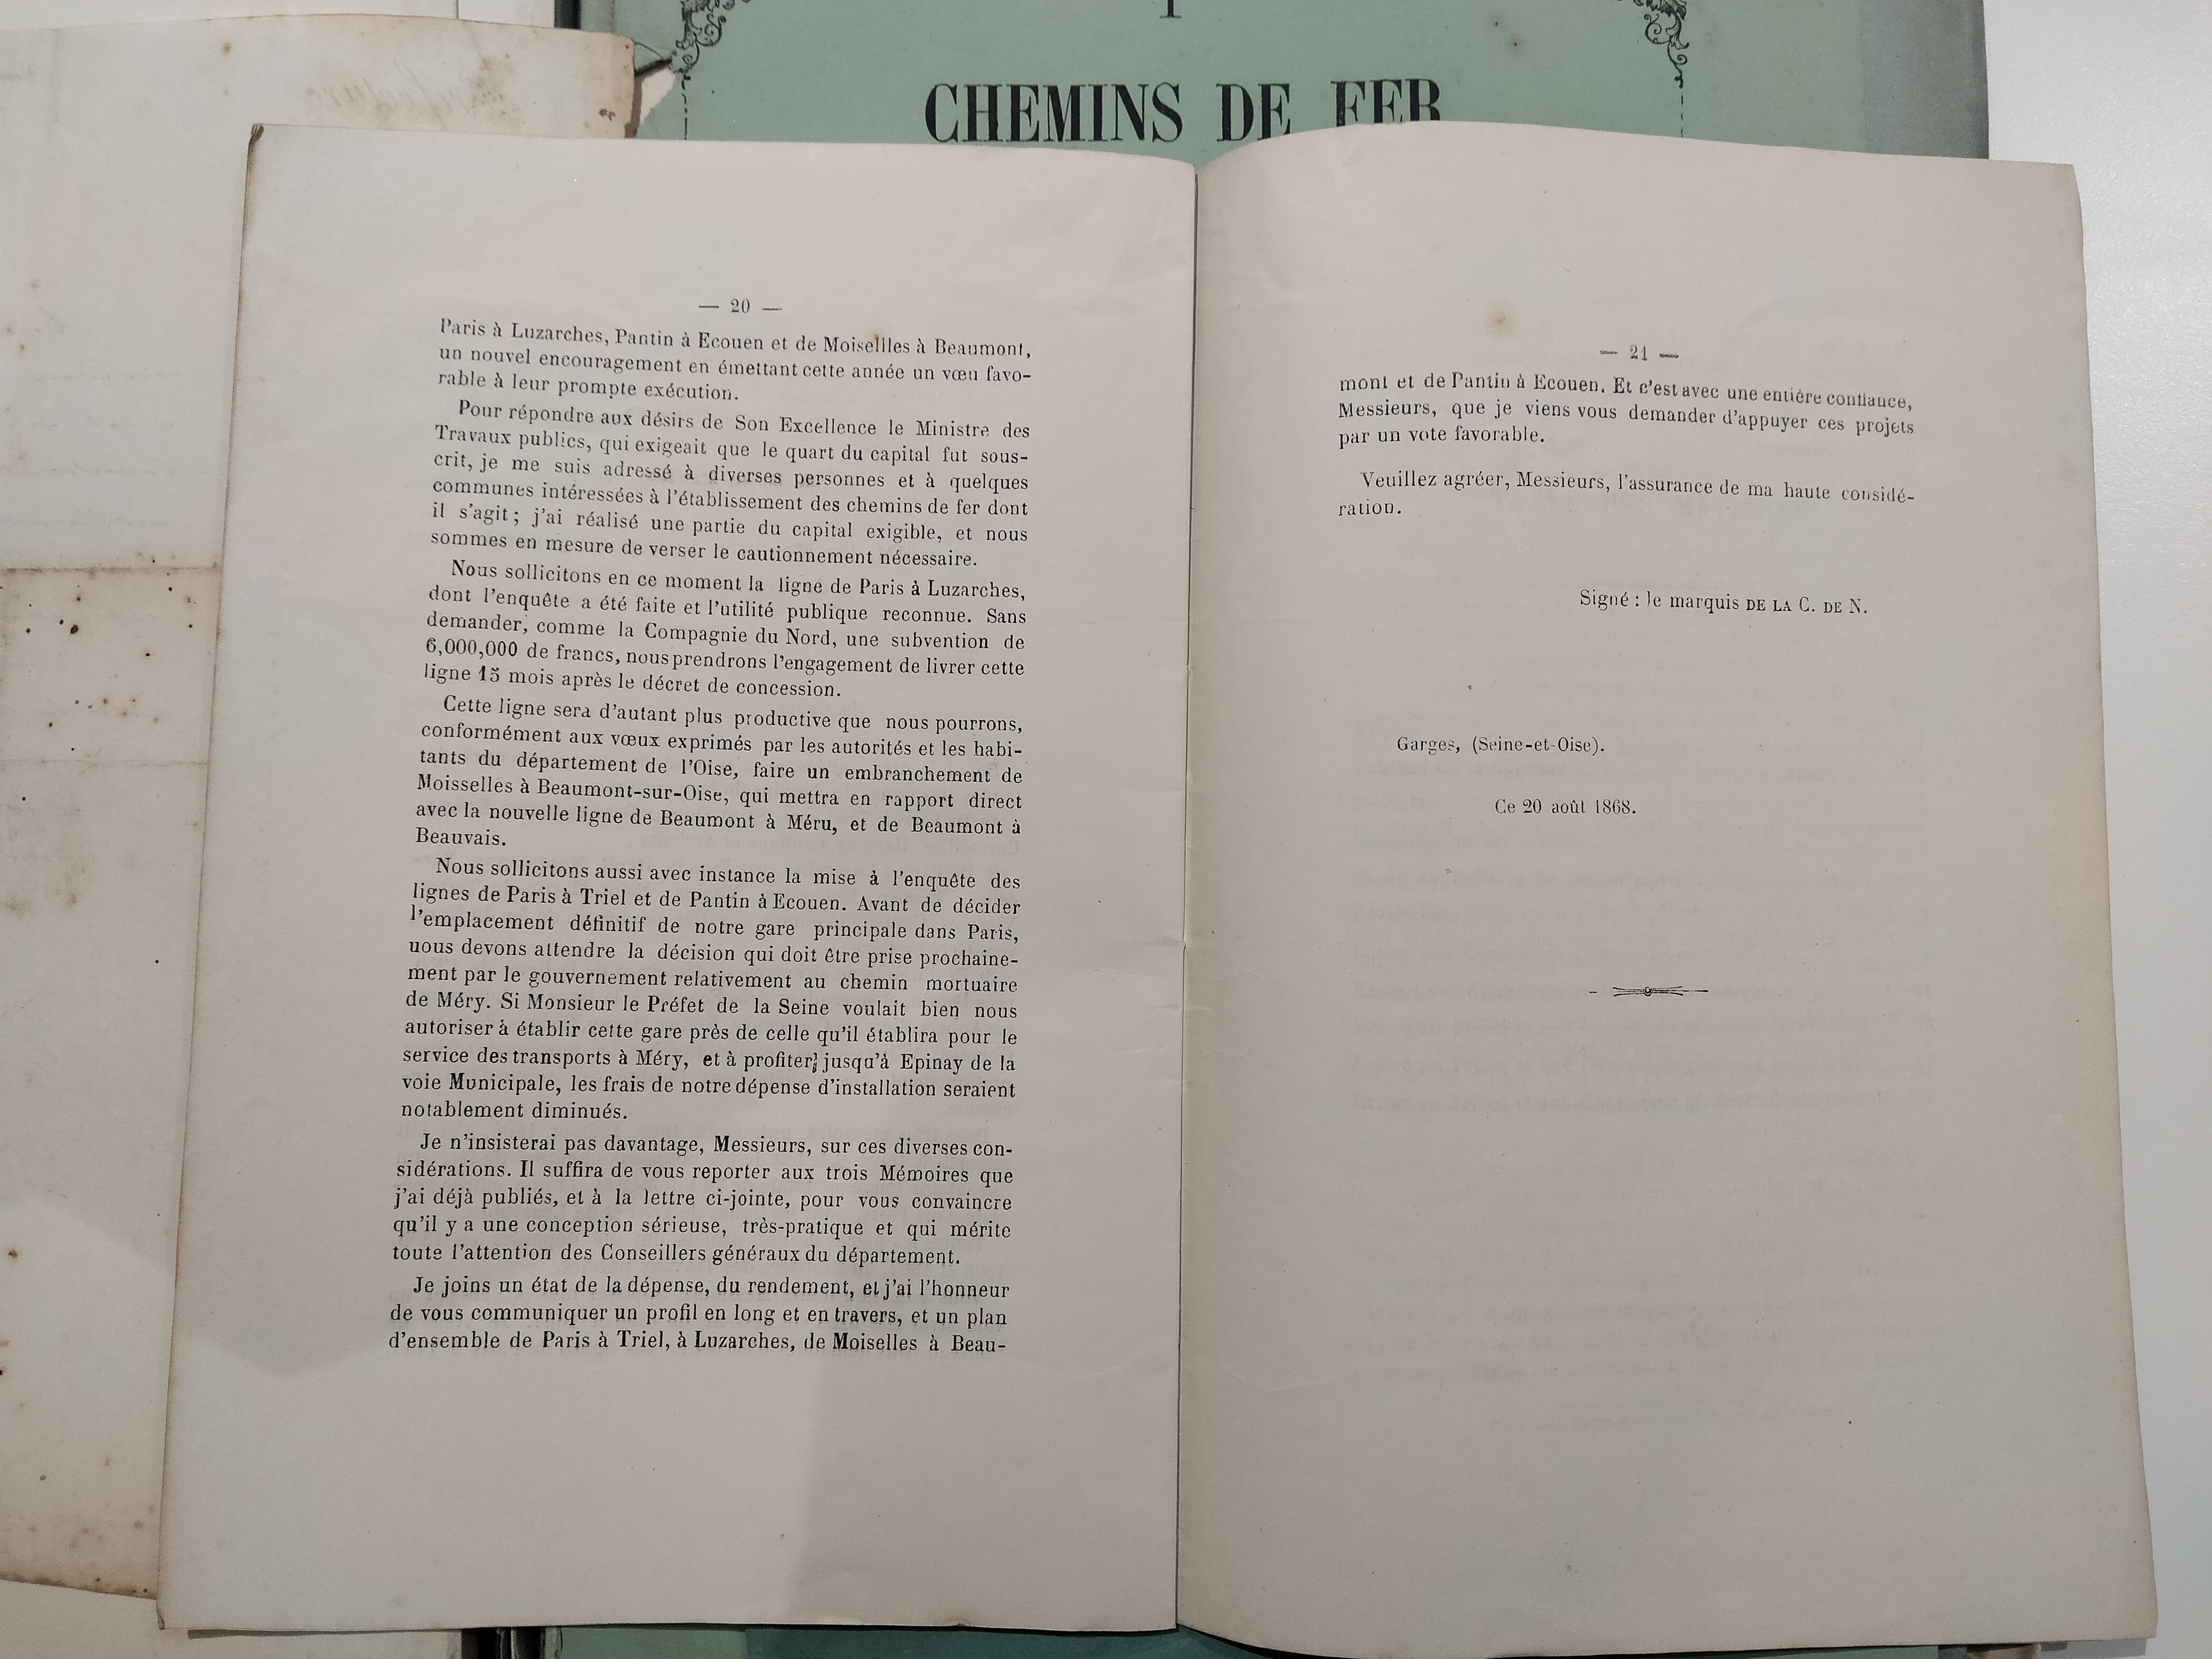 CHEMINS DE FER
— 20 —
Paris à Luzarches, Pantin à Ecouen et de Moisellles à Beaumont,
un nouvel encouragement en émettant cette année un vœu favo-
rable à leur prompte exécution.
Pour répondre aux désirs de Son Excellence le Ministre des
Travaux publics, qui exigeait que le quart du capital fut sous-
crit, je me suis adressé à diverses personnes et à quelques
communes intéressées à l'établissement des chemins de fer dont
il s'agit ; j'ai réalisé une partie du capital exigible, et nous
sommes en mesure de verser le cautionnement nécessaire.
Nous sollicitons en ce moment la ligne de Paris à Luzarches,
dont l'enquête a été faite et l'utilité publique reconnue. Sans
demander, comme la Compagnie du Nord, une subvention de
6,000,000 de francs, nous prendrons l'engagement de livrer cette
ligne 15 mois après le décret de concession.
Cette ligne sera d'autant plus productive que nous pourrons,
conformément aux vœux exprimés par les autorités et les habi-
tants du département de l'Oise, faire un embranchement de
Moisselles à Beaumont-sur-Oise, qui mettra en rapport direct
avec la nouvelle ligne de Beaumont à Méru, et de Beaumont à
Beauvais.
Nous sollicitons aussi avec instance la mise à l'enquête des
lignes de Paris à Triel et de Pantin à Ecouen. Avant de décider
l'emplacement définitif de notre gare principale dans Paris,
uous devons attendre la décision qui doit être prise prochaine-
ment par le gouvernement relativement au chemin mortuaire
de Méry. Si Monsieur le Préfet de la Seine voulait bien nous
autoriser à établir cette gare près de celle qu'il établira pour le
service des transports à Méry, et à profiter jusqu'à Epinay de la
voie Municipale, les frais de notre dépense d'installation seraient
notablement diminués.
Je n'insisterai pas davantage, Messieurs, sur ces diverses con-
sidérations. Il suffira de vous reporter aux trois Mémoires que
j'ai déjà publiés, et à la lettre ci-jointe, pour vous convaincre
qu'il y a une conception sérieuse, très-pratique et qui mérite
toute l'attention des Conseillers généraux du département.
Je joins un état de la dépense, du rendement, et j'ai l'honneur
de vous communiquer un profil en long et en travers, et un plan
d'ensemble de Paris à Triel, à Luzarches, de Moiselles à Beau-
— 21 —
mont et de Pantin à Ecouen. Et c'est avec une entiére confiance,
Messieurs, que je viens vous demander d'appuyer ces projets
par un vote favorable.
Veuillez agréer, Messieurs, l'assurance de ma haute considé-
ration.
Signé : le marquis DE LA C. DE N.
Garges, (Seine-et-Oise).
Ce 20 août 1868.